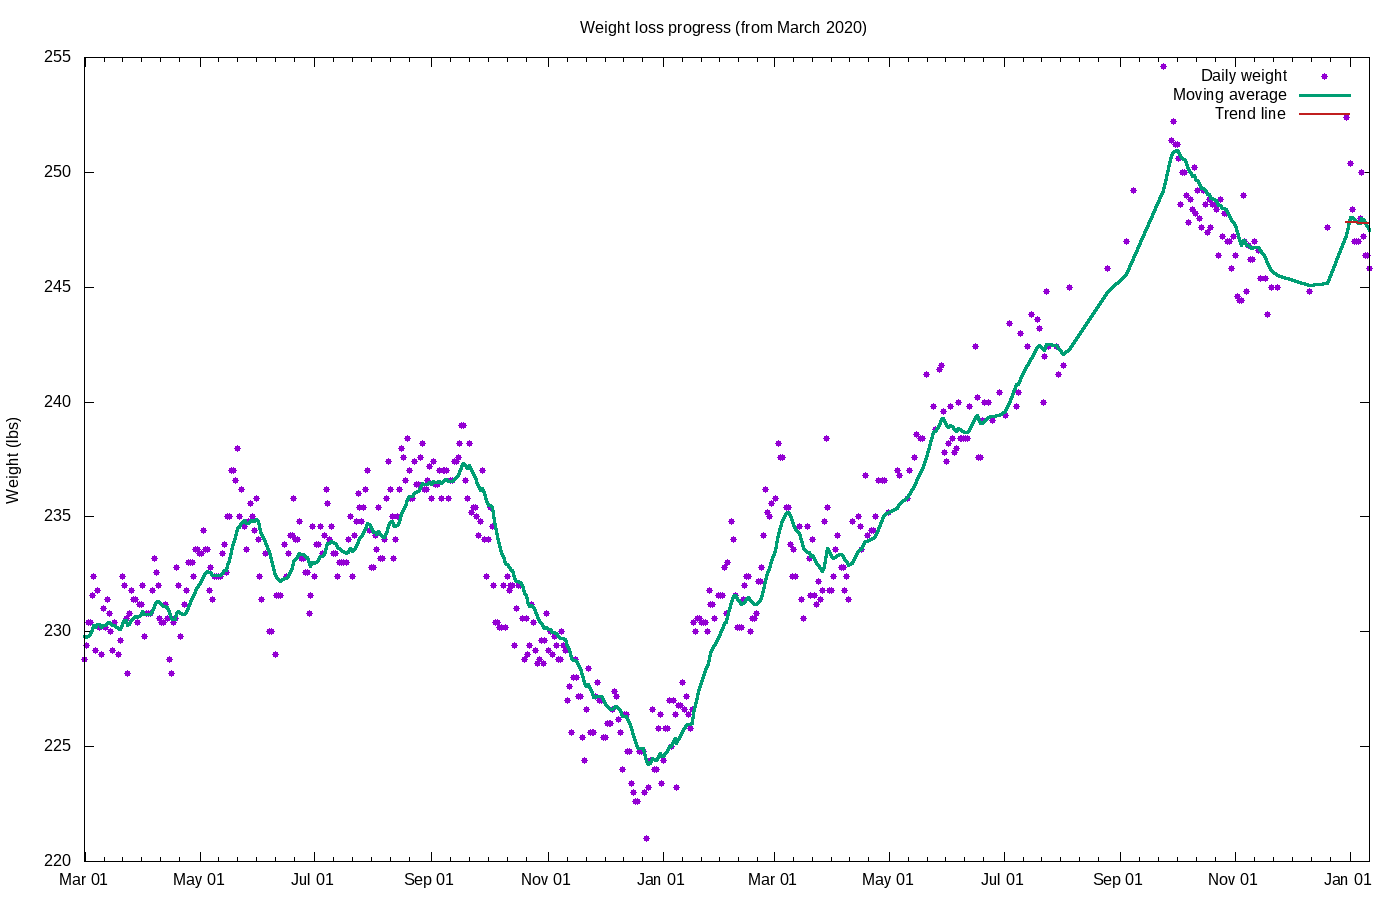 Weight loss progress (from March 2020)
255
Daily weight
Moving average
Trend line
250
245
240
Weight (lbs)
235
230
225
220
Mar 01 May 01 Jul 01 Sep 01 Nov 01 Jan 01 Mar 01 May 01 Jul 01 Sep 01 Nov 01 Jan 01